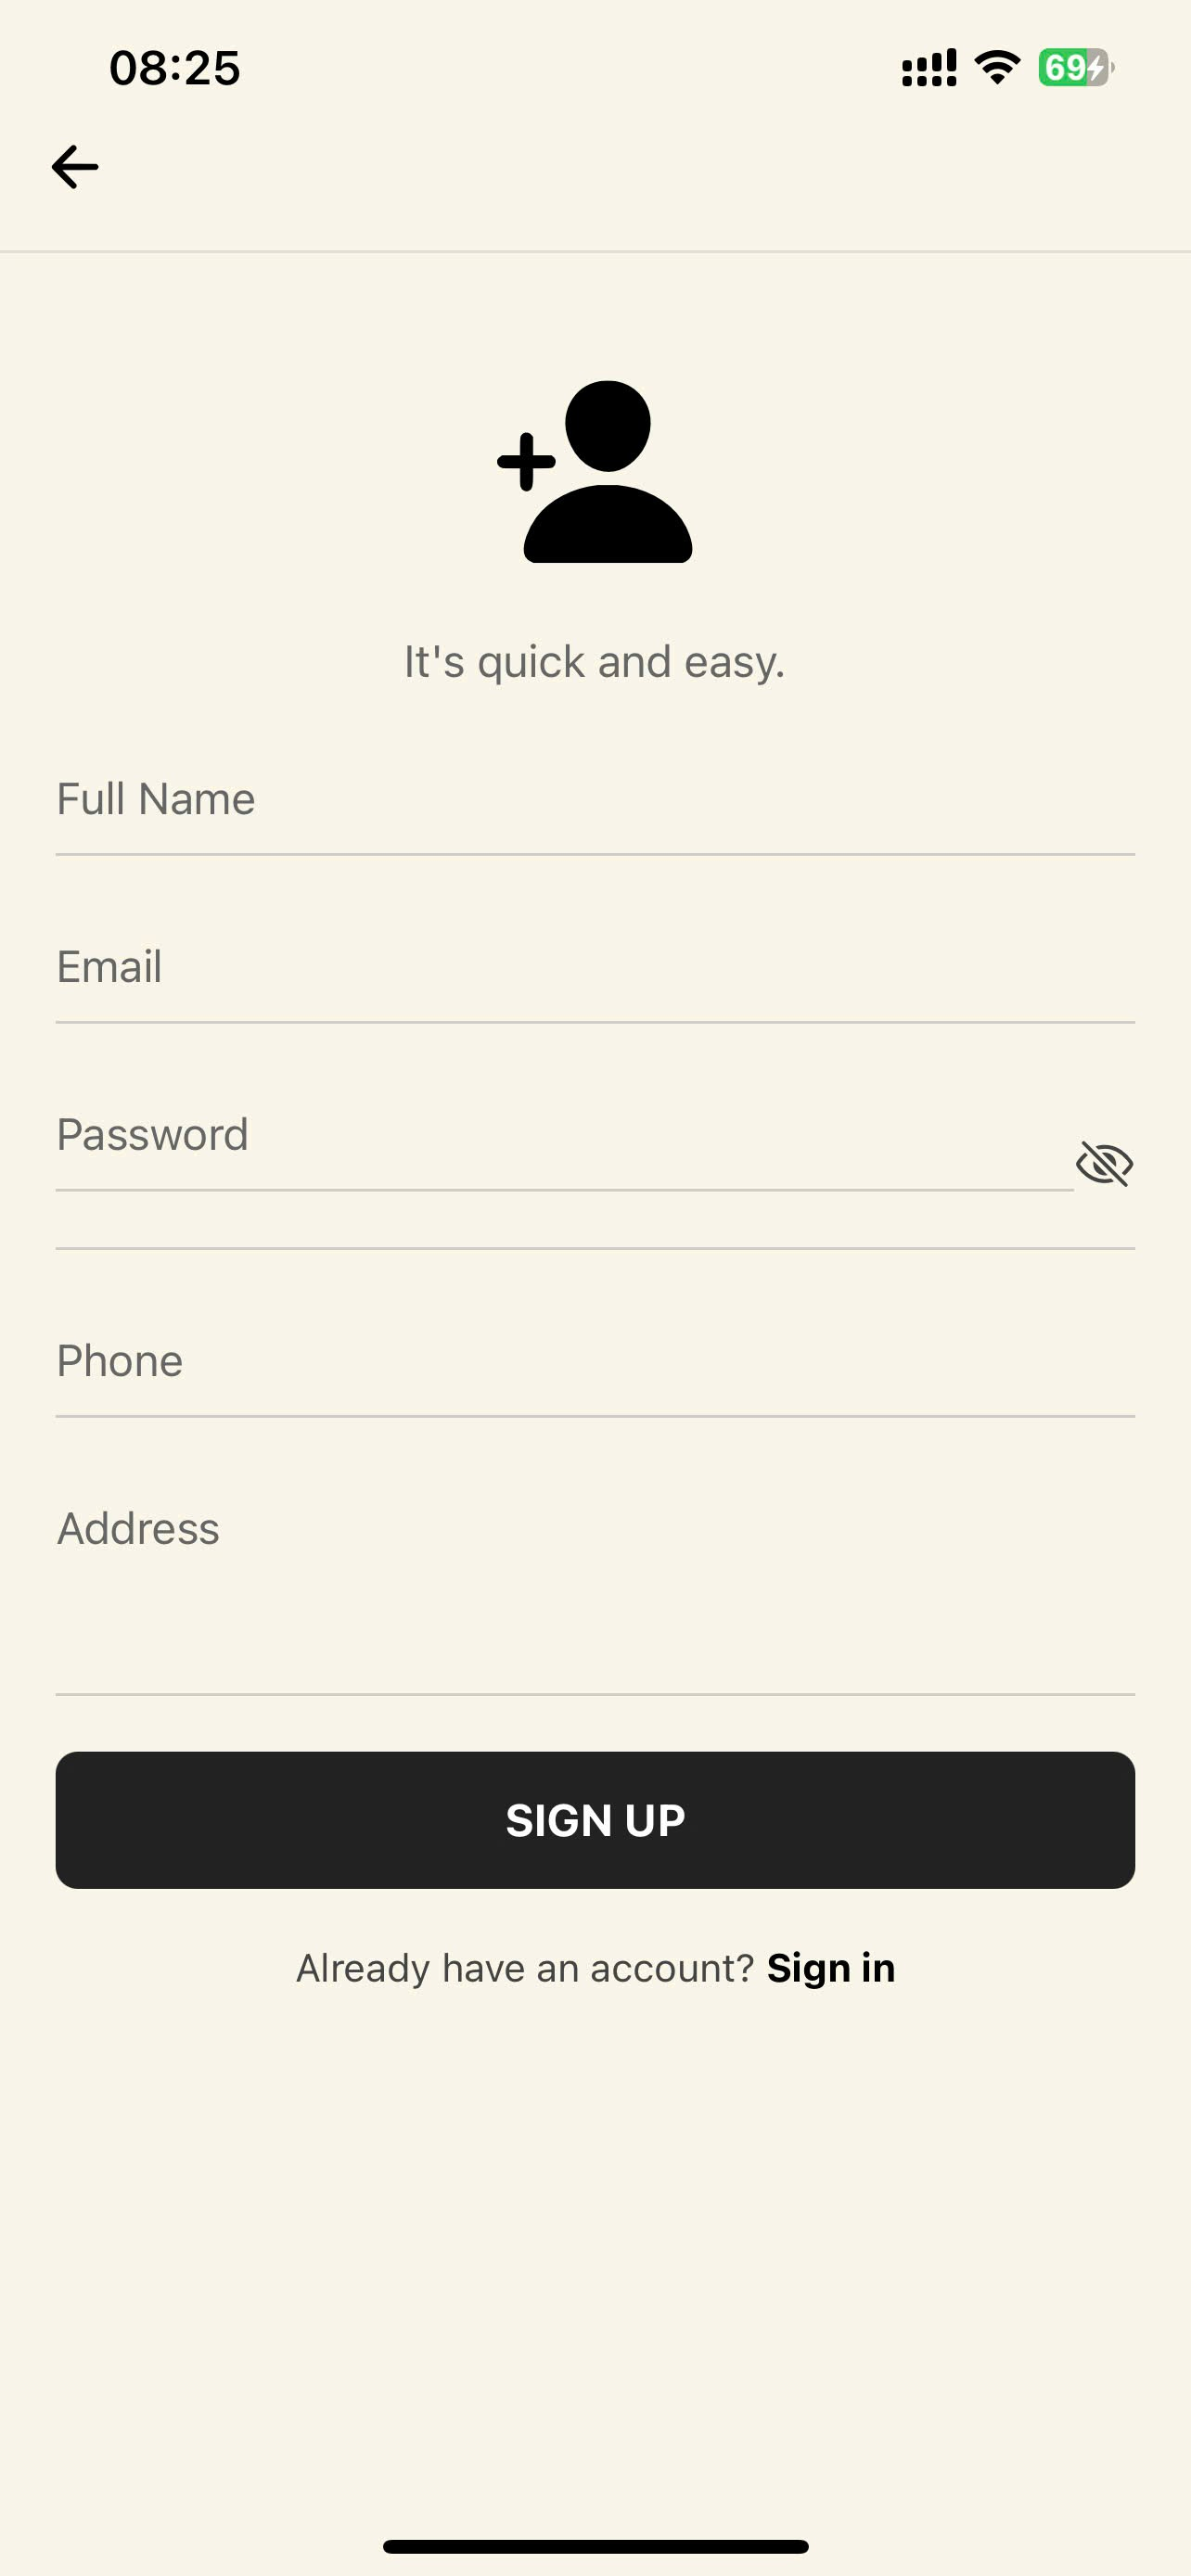 08:25
69
It's quick and easy.
Full Name
Email
Password
Phone
Address
SIGN UP
Already have an account? Sign in